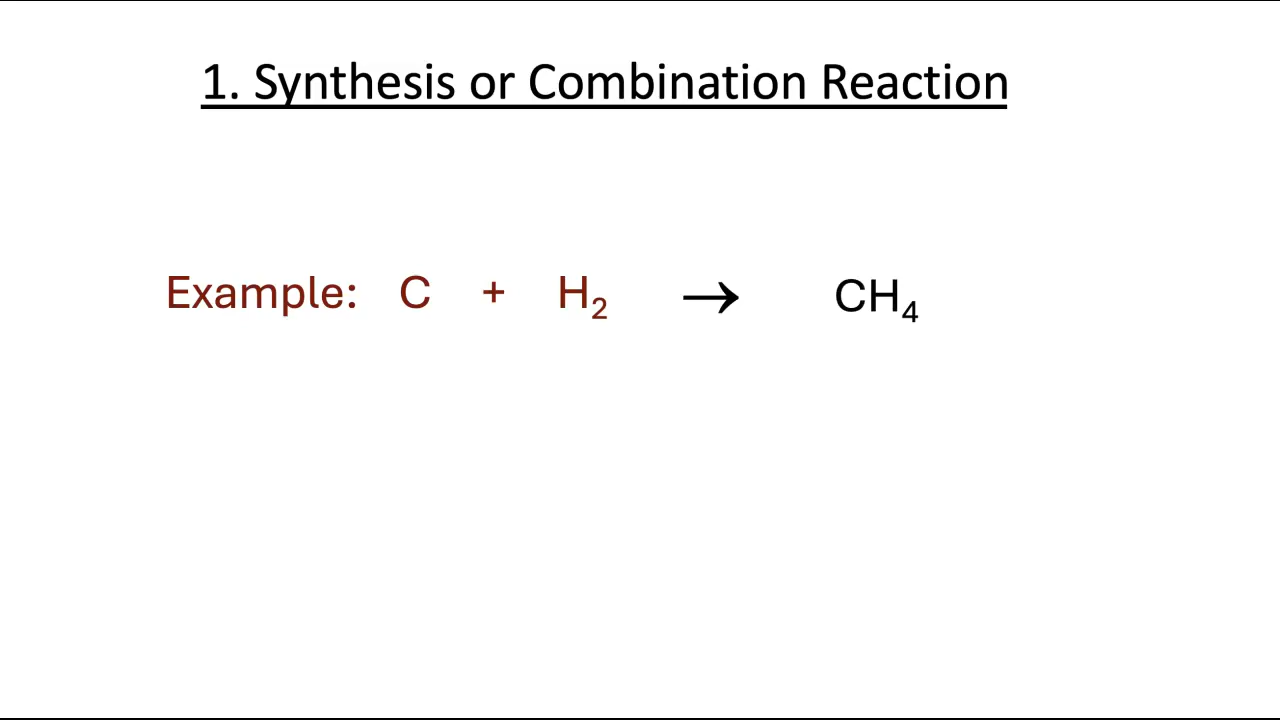 1. Synthesis or Combination Reaction
Example: C + H₂ → CH₄